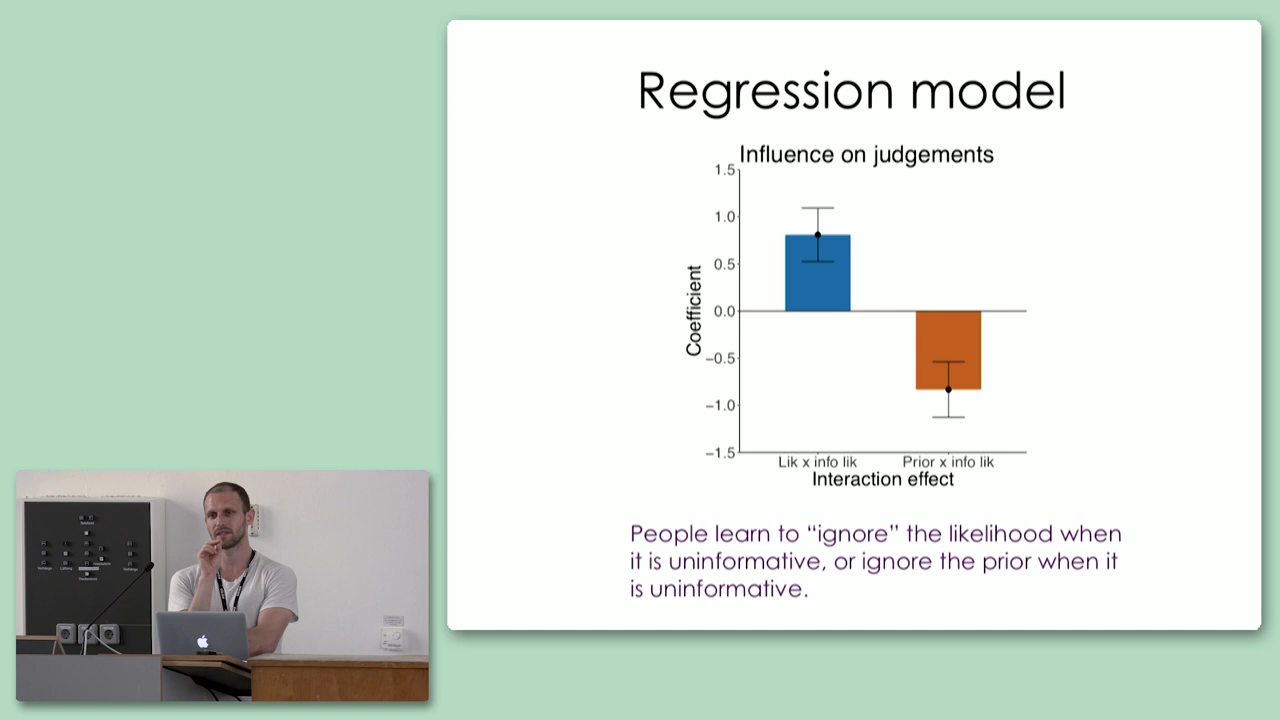 Regression model
Influence on judgements
1.5
1.0
0.5
0.0
−0.5
−1.0
−1.5
Coefficient
Lik x info lik
Prior x info lik
Interaction effect
People learn to “ignore” the likelihood when
it is uninformative, or ignore the prior when it
is uninformative.